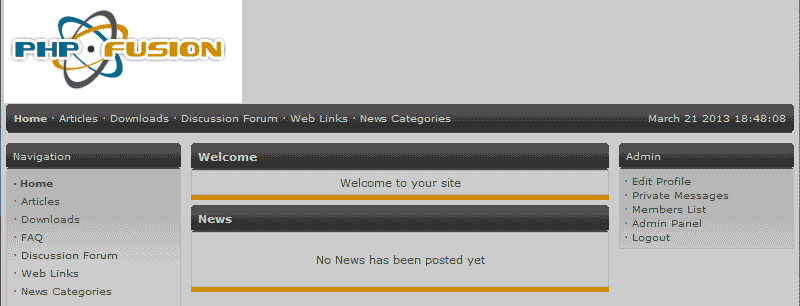 PHP · FUSION
Home · Articles · Downloads · Discussion Forum · Web Links · News Categories
March 21 2013 18:48:08
Navigation
· Home
· Articles
· Downloads
· FAQ
· Discussion Forum
· Web Links
· News Categories
Welcome
Welcome to your site
News
No News has been posted yet
Admin
· Edit Profile
· Private Messages
· Members List
· Admin Panel
· Logout